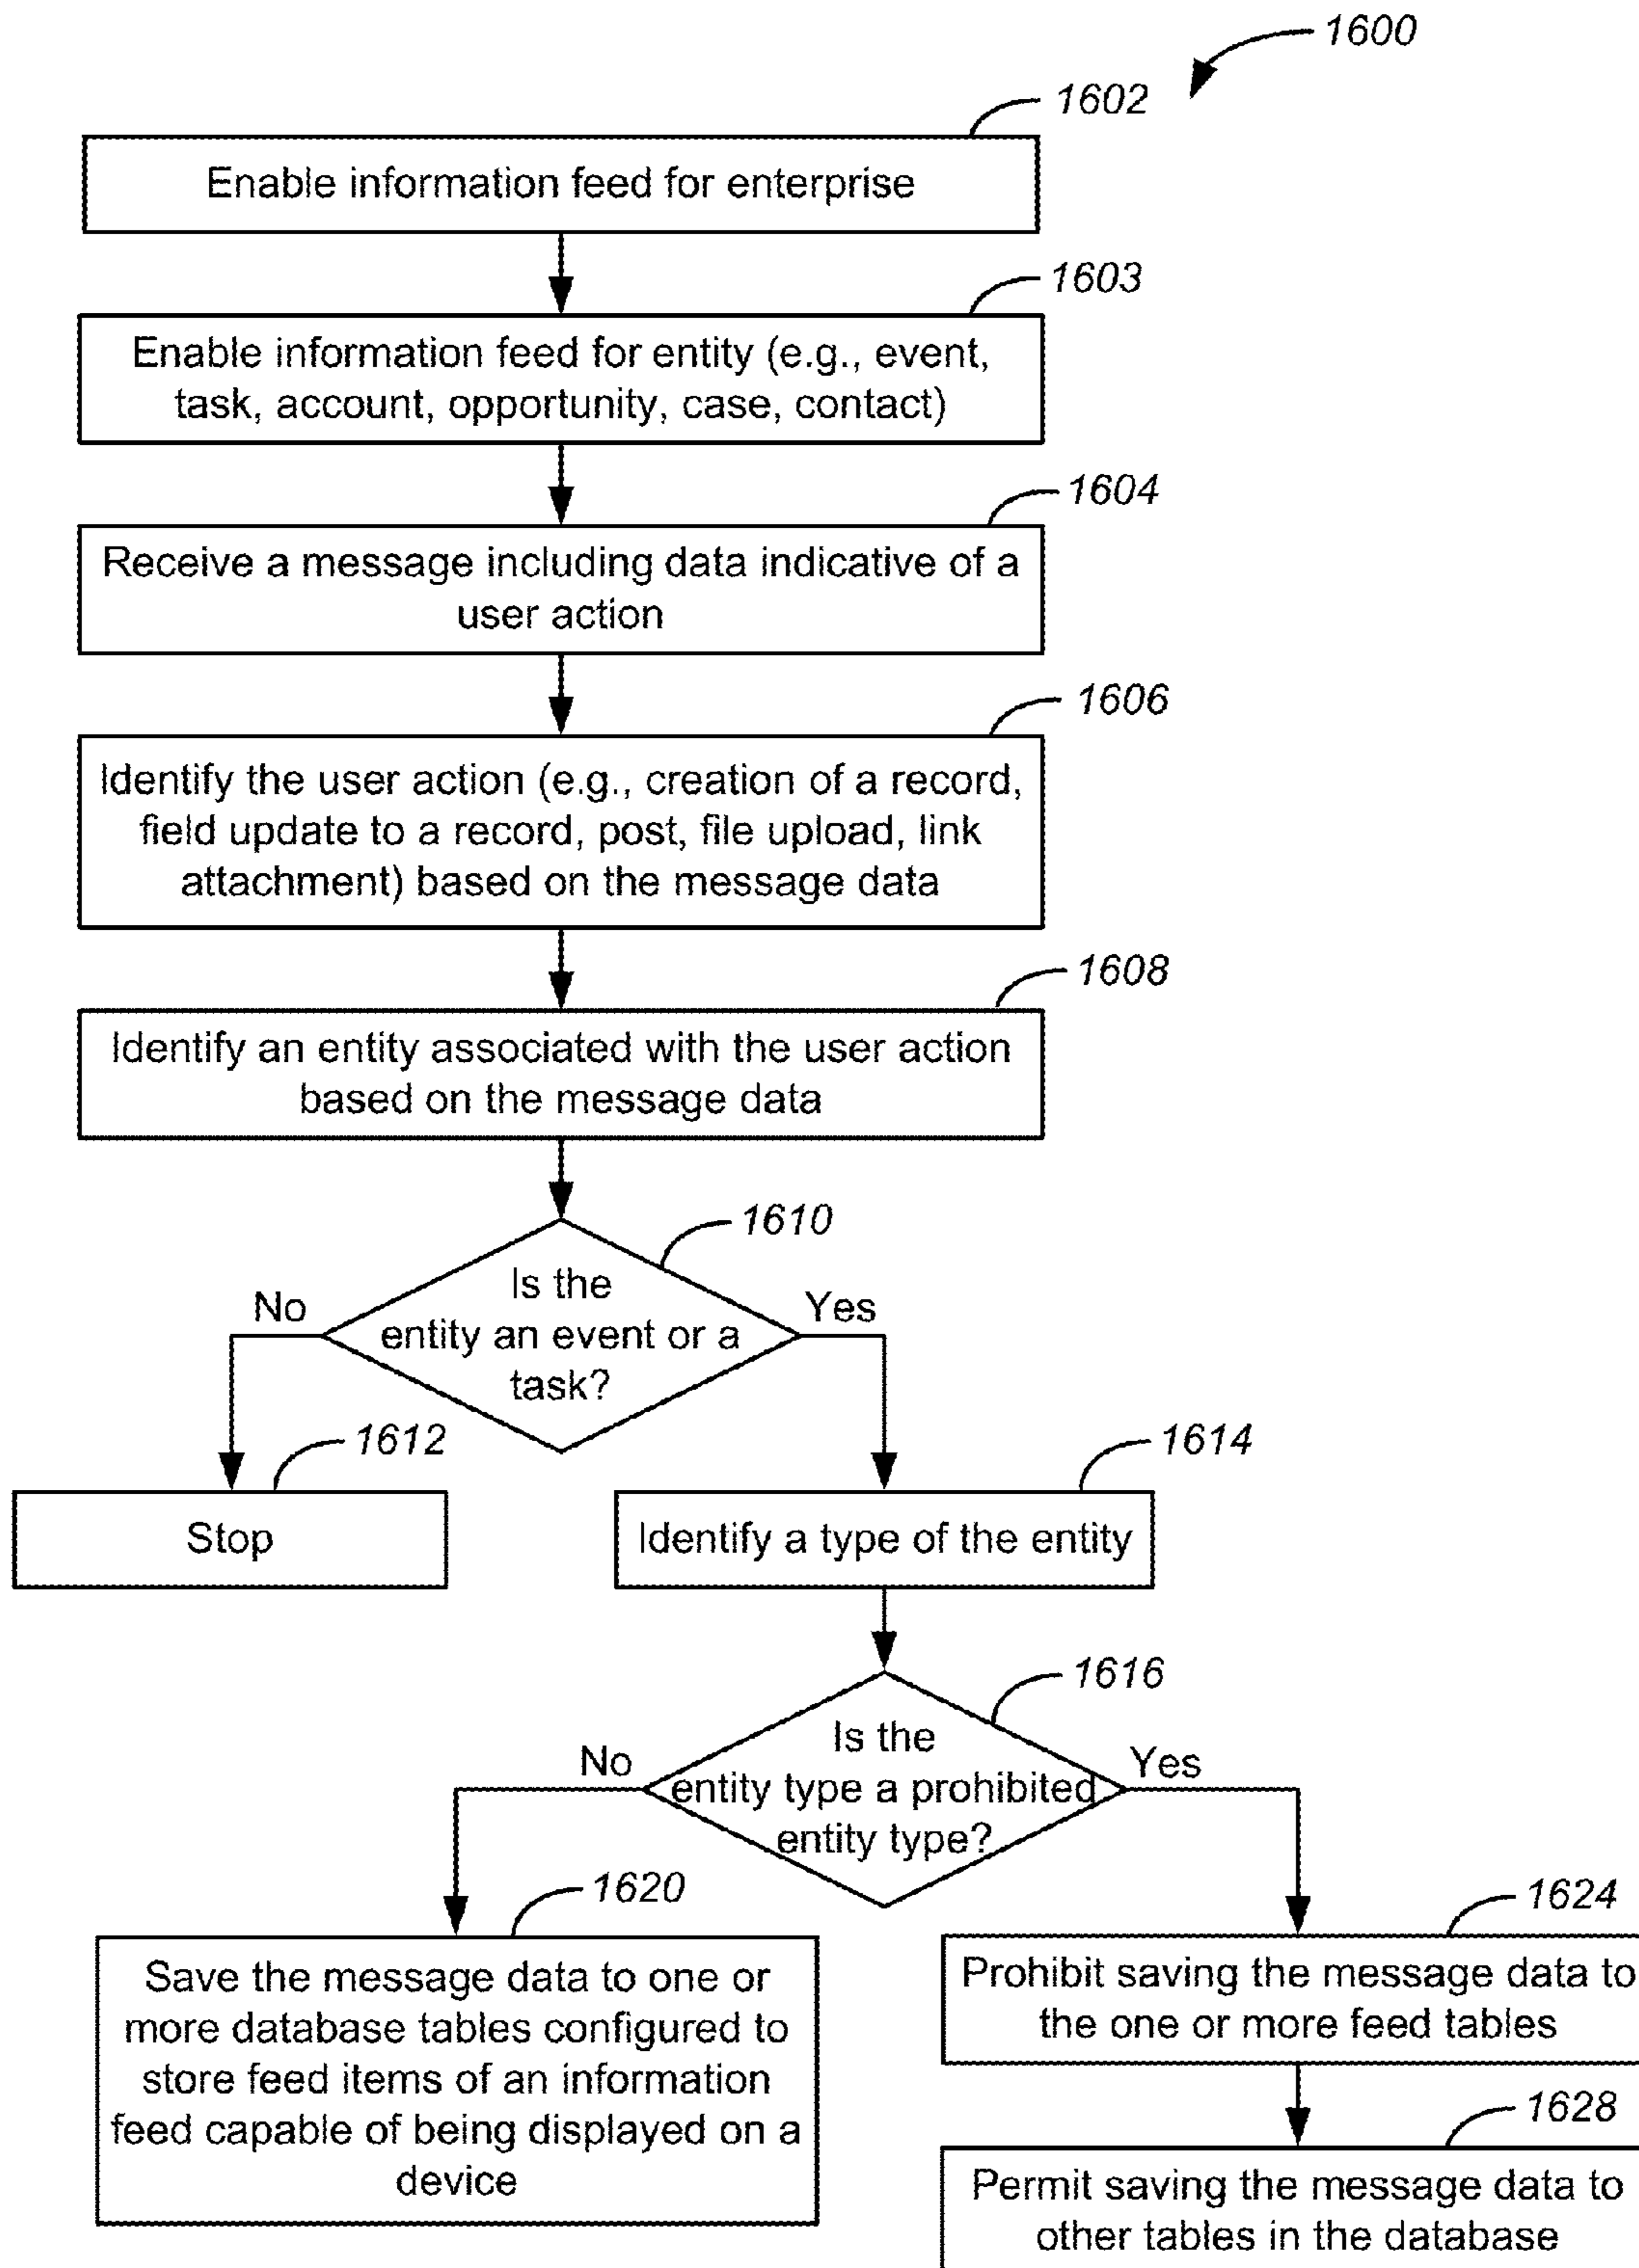 1600
1602
Enable information feed for enterprise
1603
Enable information feed for entity (e.g., event,
task, account, opportunity, case, contact)
1604
Receive a message including data indicative of a
user action
1606
Identify the user action (e.g., creation of a record,
field update to a record, post, file upload, link
attachment) based on the message data
1608
Identify an entity associated with the user action
based on the message data
1610
Is the
entity an event or a
task?
No
Yes
1612
Stop
1614
Identify a type of the entity
1616
Is the
entity type a prohibited
entity type?
No
Yes
1620
Save the message data to one or
more database tables configured to
store feed items of an information
feed capable of being displayed on a
device
1624
Prohibit saving the message data to
the one or more feed tables
1628
Permit saving the message data to
other tables in the database